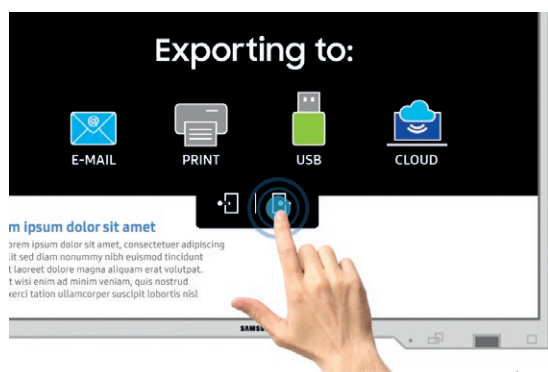 Exporting to:
E-MAIL PRINT USB CLOUD
m ipsum dolor sit amet
orem ipsum dolor sit amet, consectetuer adipiscing
lit sed diam nonummy nibh euismod tincidunt
t laoreet dolore magna aliquam erat volutpat.
t wisi enim ad minim veniam, quis nostrud
xerci tation ullamcorper suscipit lobortis nisl
SAMS